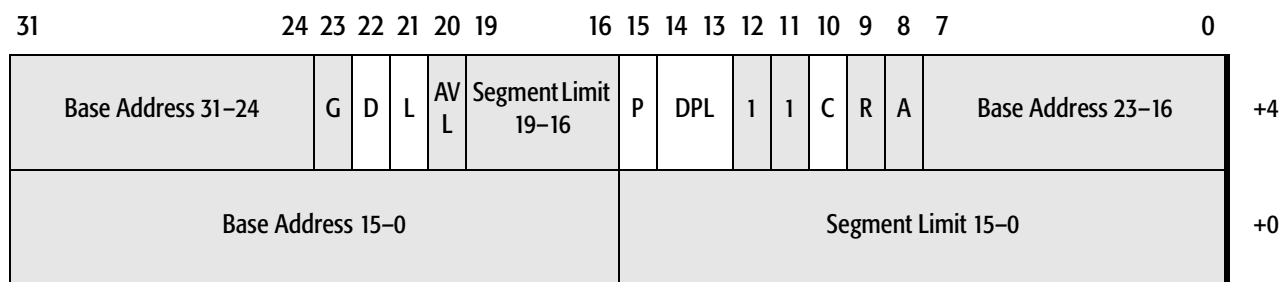 31 24 23 22 21 20 19 16 15 14 13 12 11 10 9 8 7 0
Base Address 31–24 G D L AV Segment Limit P DPL 1 1 C R A Base Address 23–16 +4
L 19–16
Base Address 15–0 Segment Limit 15–0 +0